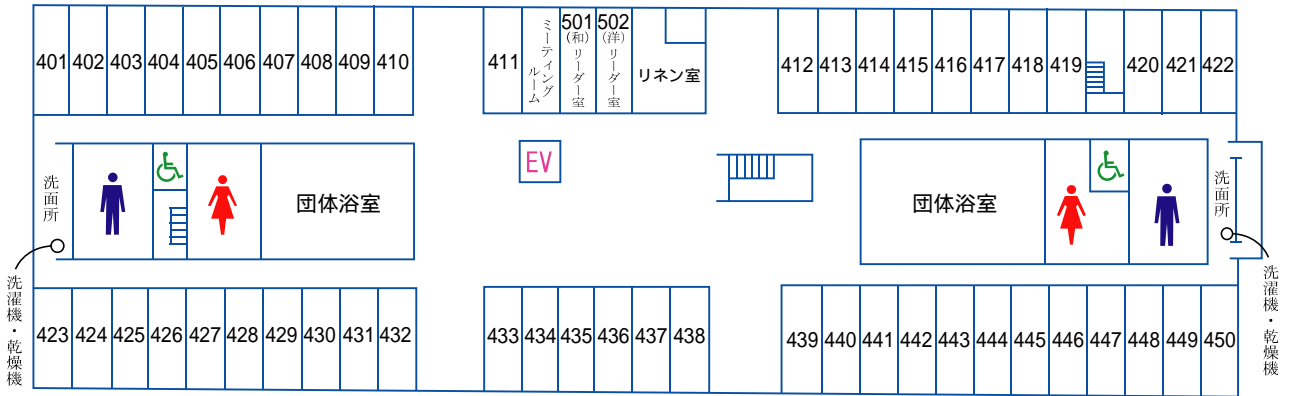 401 402 403 404 405 406 407 408 409 410
411
ミーティング
ルーム
501
(和)
リーダー室
502
(洋)
リーダー室
リネン室
412 413 414 415 416 417 418 419 420 421 422
洗面所
団体浴室
EV
団体浴室
洗面所
洗濯機・乾燥機
洗濯機・乾燥機
423 424 425 426 427 428 429 430 431 432
433 434 435 436 437 438
439 440 441 442 443 444 445 446 447 448 449 450